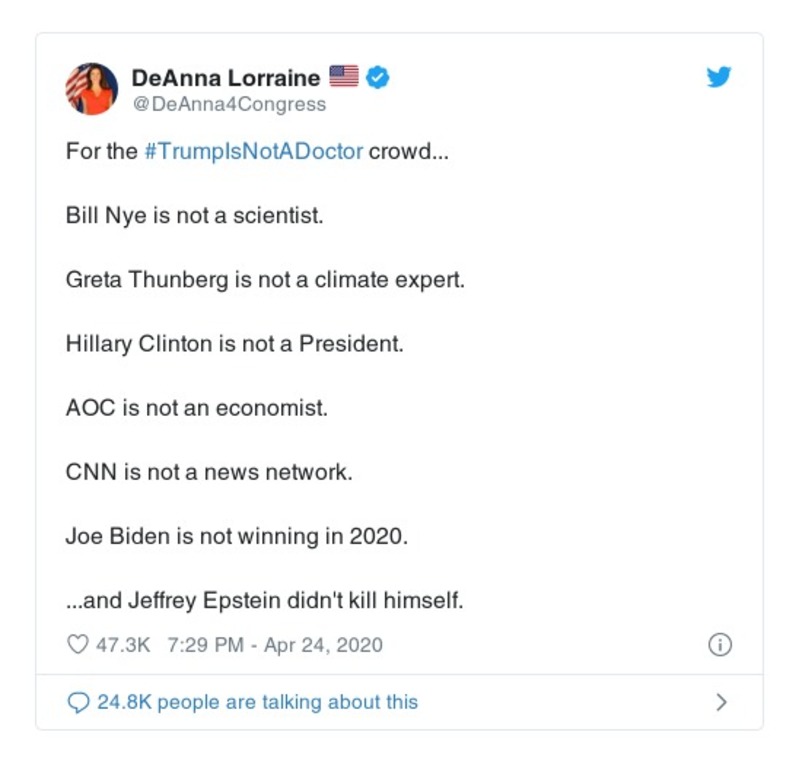 DeAnna Lorraine
@DeAnna4Congress
For the #TrumpIsNotADoctor crowd...
Bill Nye is not a scientist.
Greta Thunberg is not a climate expert.
Hillary Clinton is not a President.
AOC is not an economist.
CNN is not a news network.
Joe Biden is not winning in 2020.
...and Jeffrey Epstein didn't kill himself.
47.3K 7:29 PM - Apr 24, 2020
24.8K people are talking about this